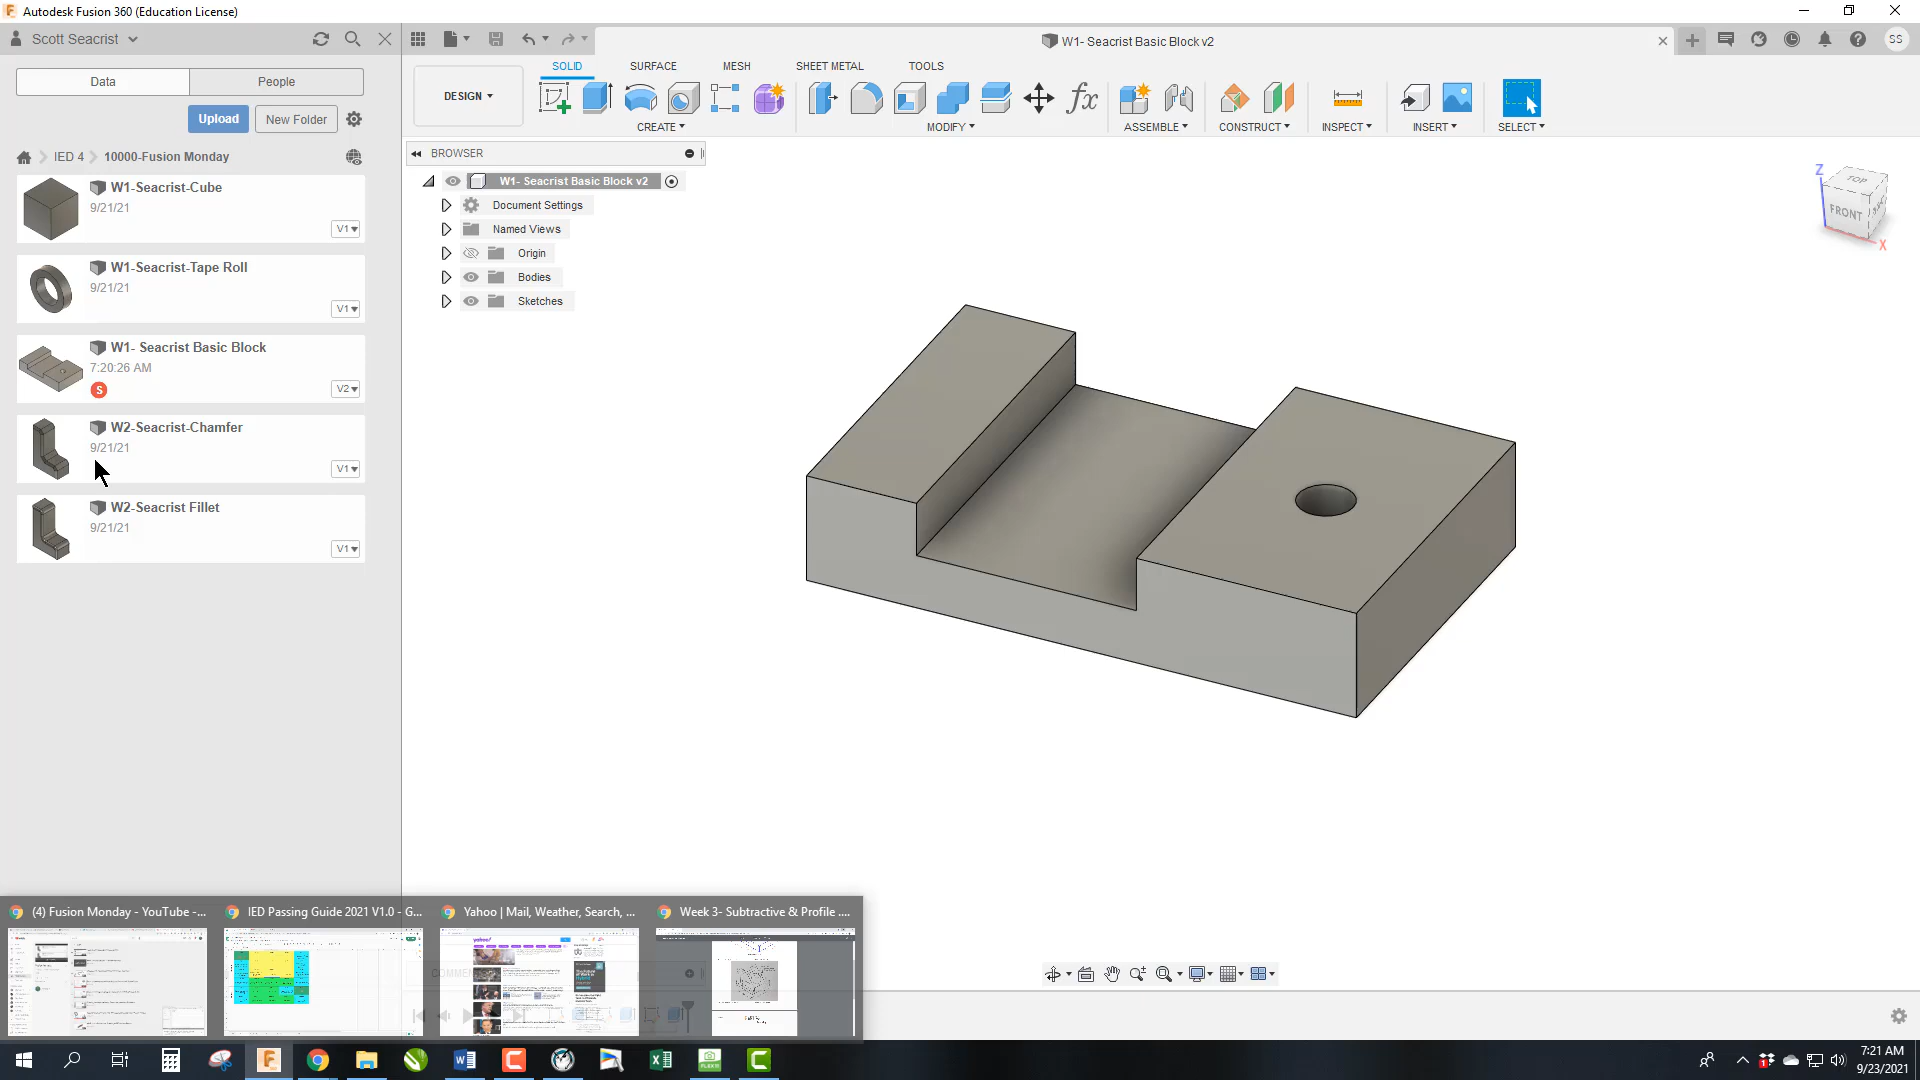 Autodesk Fusion 360 (Education License)
Scott Seacrist
W1- Seacrist Basic Block v2
SS
Data
People
Upload
New Folder
IED 4
10000-Fusion Monday
W1-Seacrist-Cube
9/21/21
V1
W1-Seacrist-Tape Roll
9/21/21
V1
W1- Seacrist Basic Block
7:20:26 AM
S
V2
W2-Seacrist-Chamfer
9/21/21
V1
W2-Seacrist Fillet
9/21/21
V1
DESIGN
SOLID
SURFACE
MESH
SHEET METAL
TOOLS
CREATE
MODIFY
ASSEMBLE
CONSTRUCT
INSPECT
INSERT
SELECT
BROWSER
W1- Seacrist Basic Block v2
Document Settings
Named Views
Origin
Bodies
Sketches
Z
TOP
FRONT
X
(4) Fusion Monday - YouTube -...
IED Passing Guide 2021 V1.0 - G...
Yahoo | Mail, Weather, Search, ...
Week 3- Subtractive & Profile ....
7:21 AM
9/23/2021